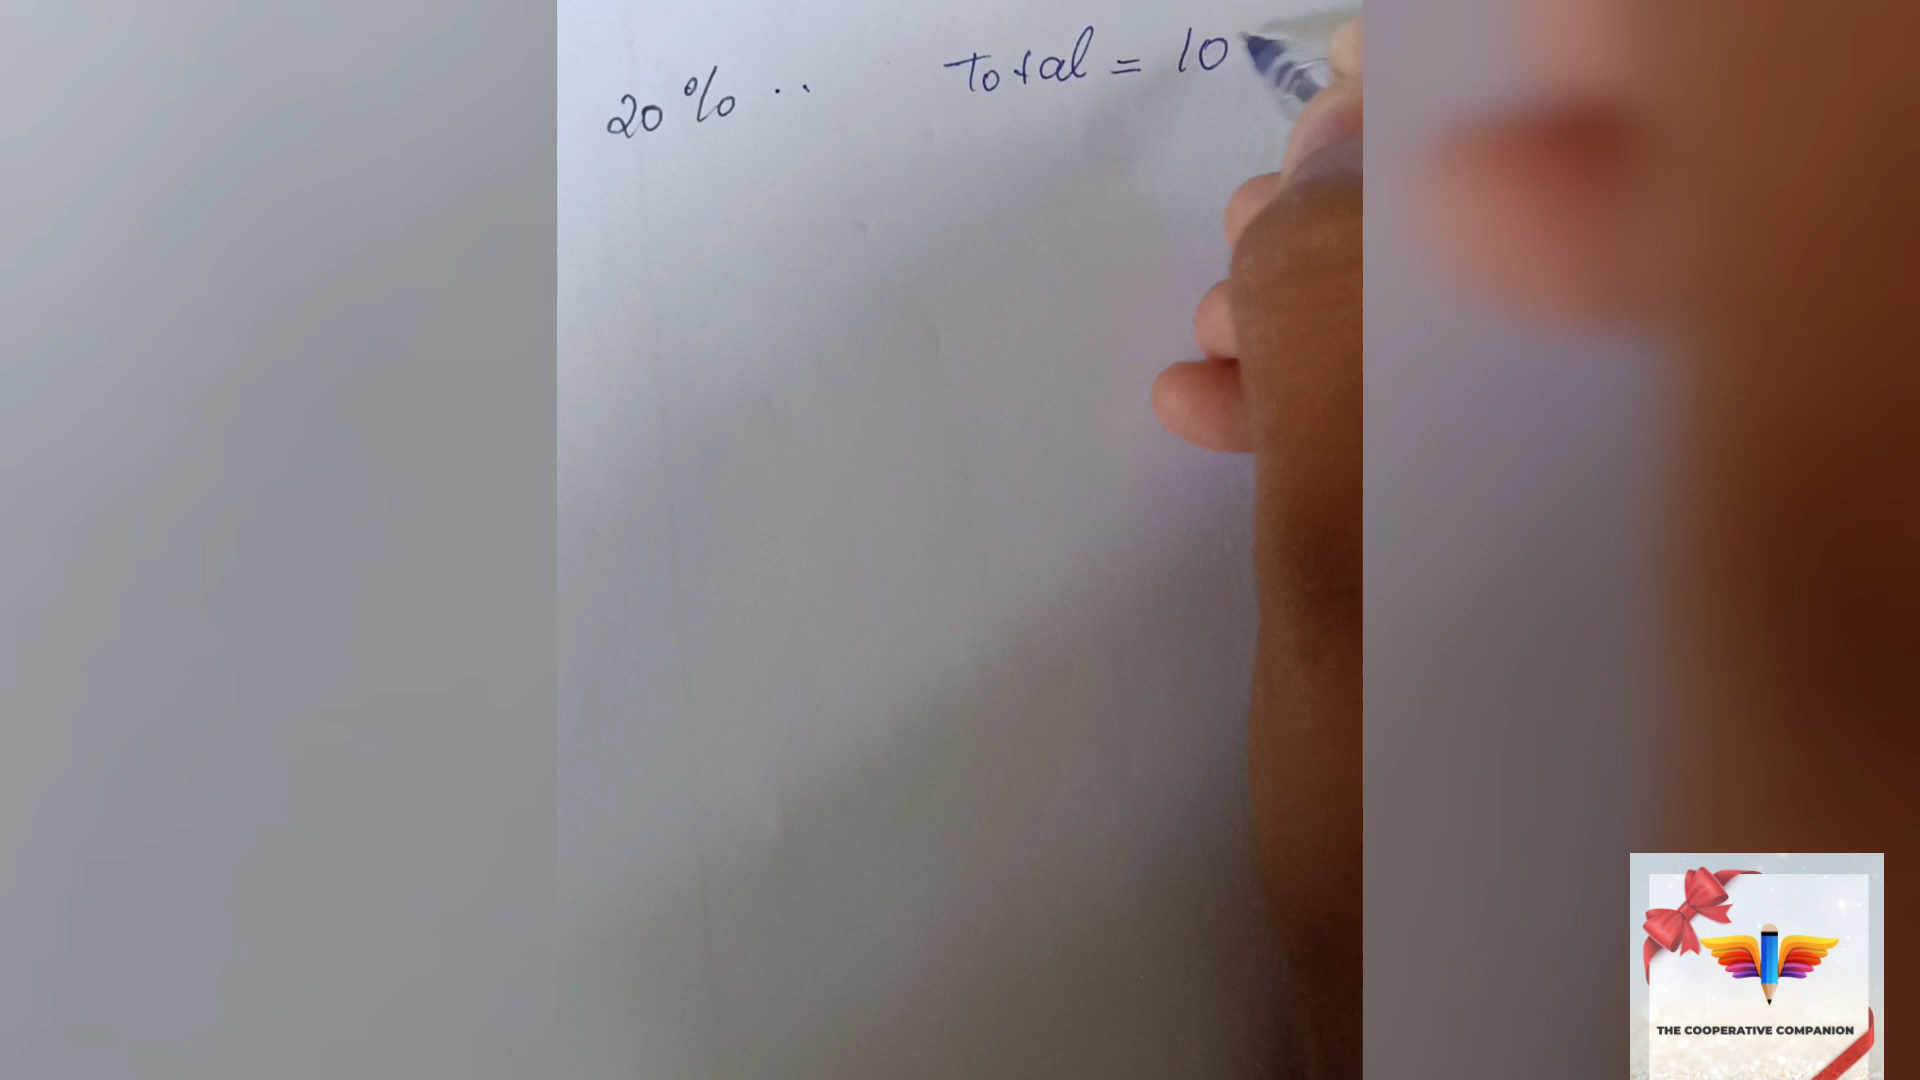 20% .. Total = 10
THE COOPERATIVE COMPANION